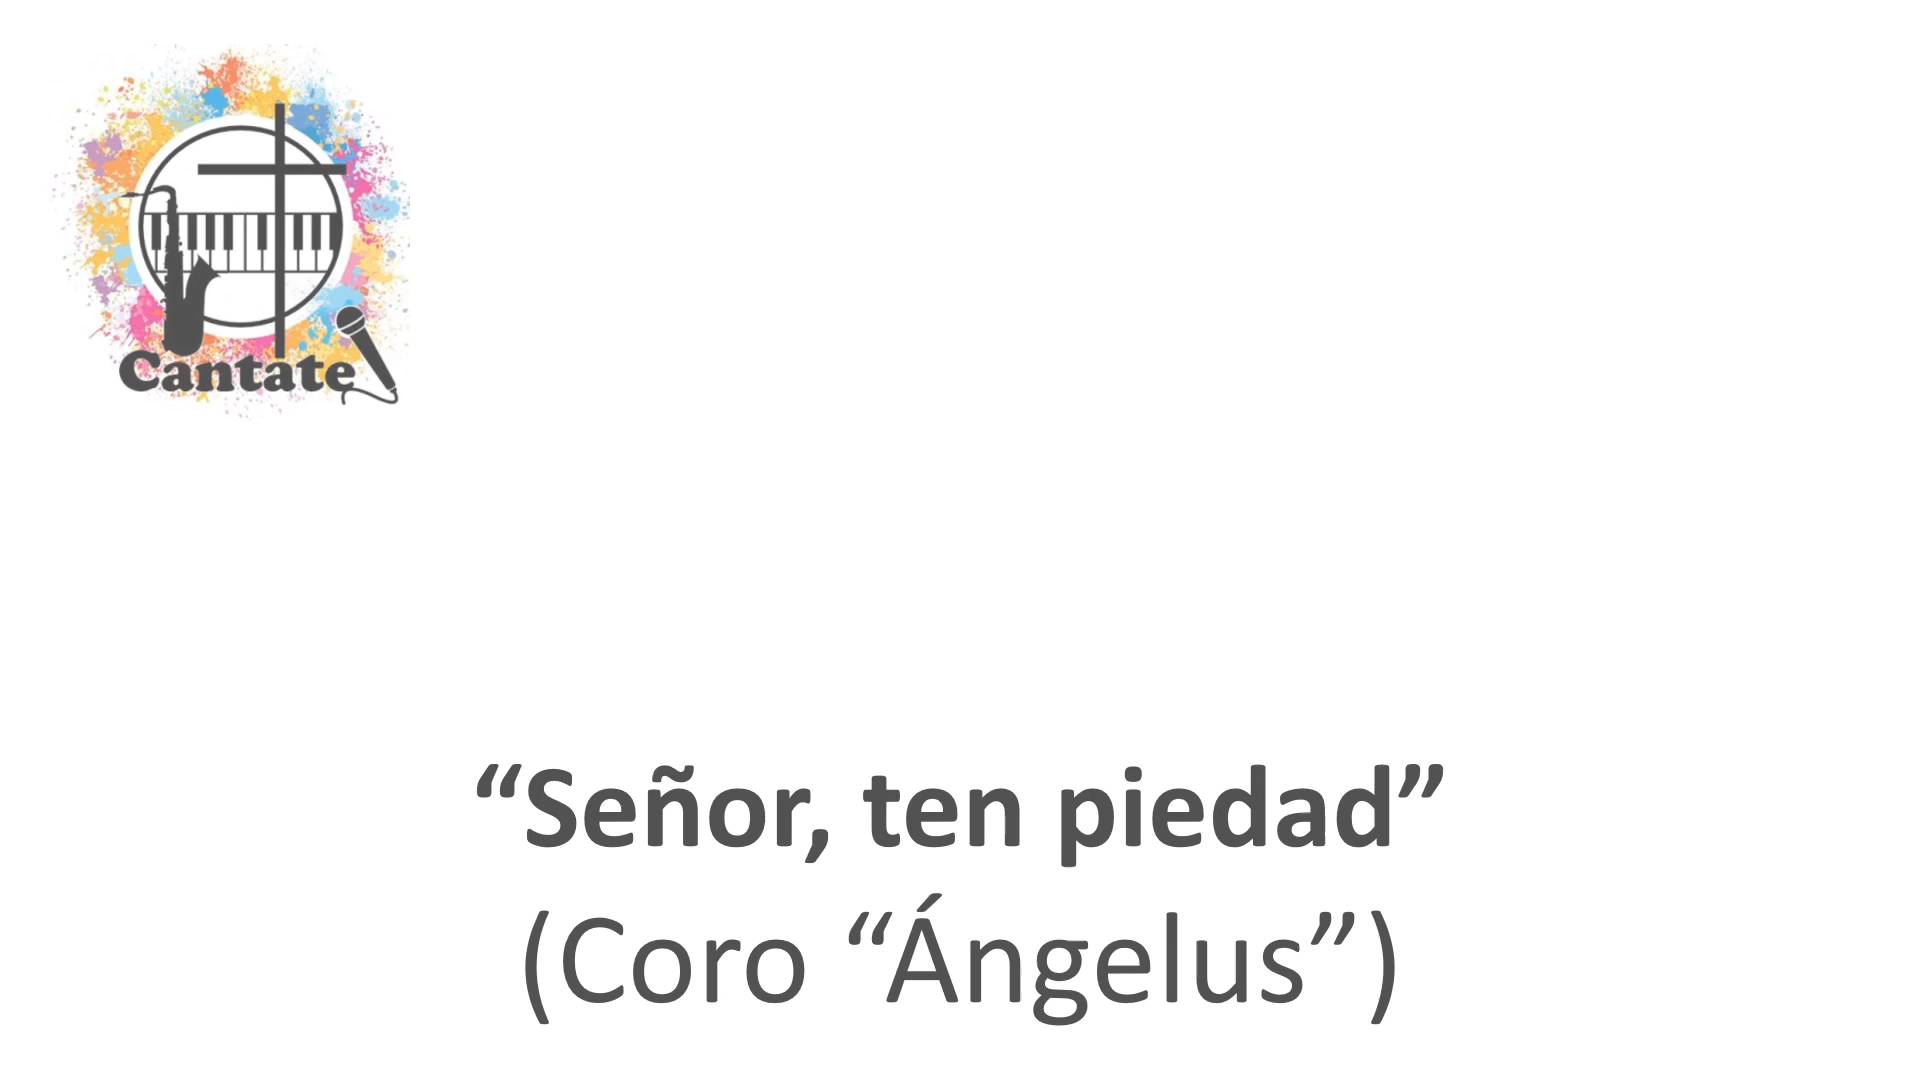 Cantate
“Señor, ten piedad”
(Coro “Ángelus”)